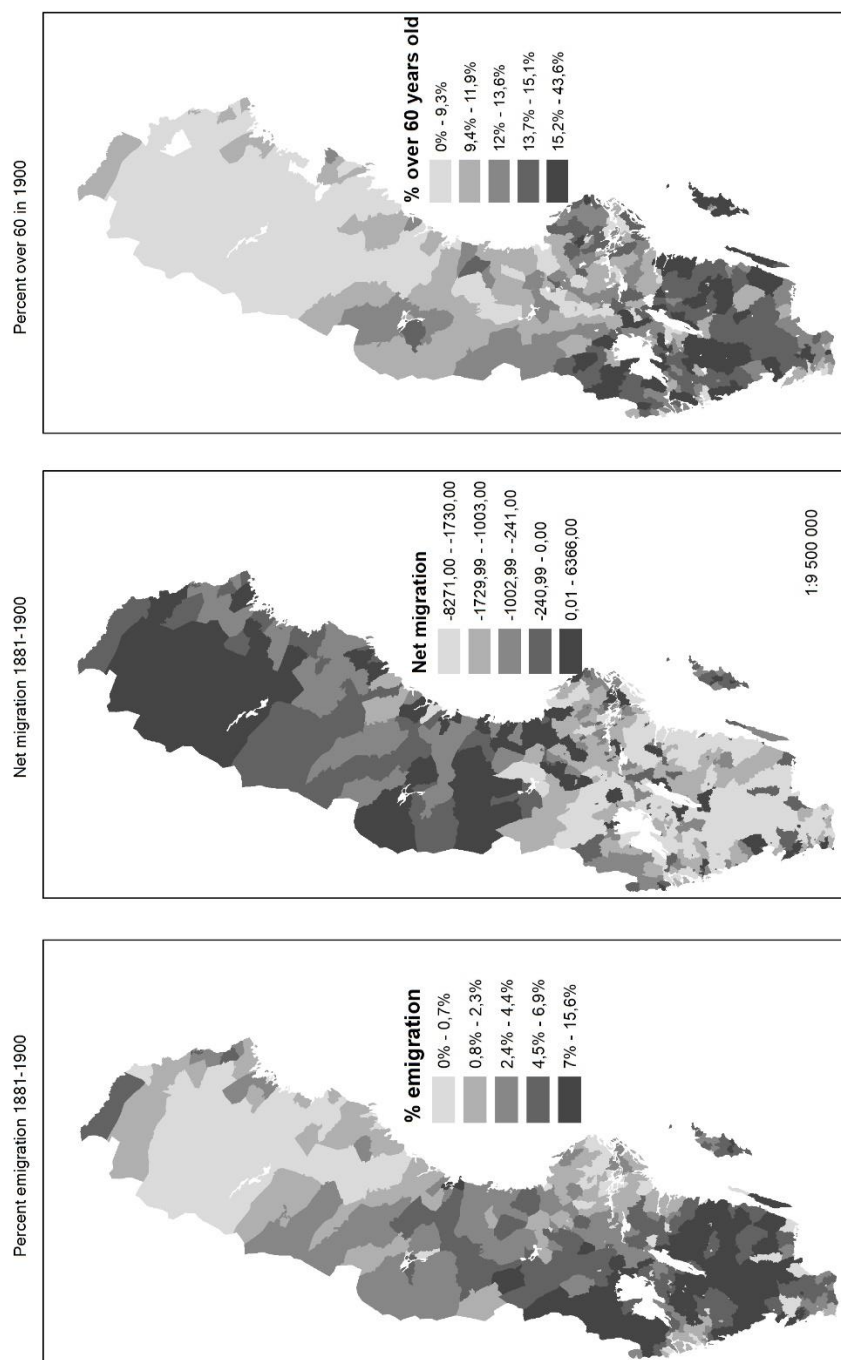 Percent emigration 1881-1900
% emigration
0% - 0,7%
0,8% - 2,3%
2,4% - 4,4%
4,5% - 6,9%
7% - 15,6%
Net migration 1881-1900
Net migration
-8271,00 - -1730,00
-1729,99 - -1003,00
-1002,99 - -241,00
-240,99 - 0,00
0,01 - 6366,00
1:9 500 000
Percent over 60 in 1900
% over 60 years old
0% - 9,3%
9,4% - 11,9%
12% - 13,6%
13,7% - 15,1%
15,2% - 43,6%